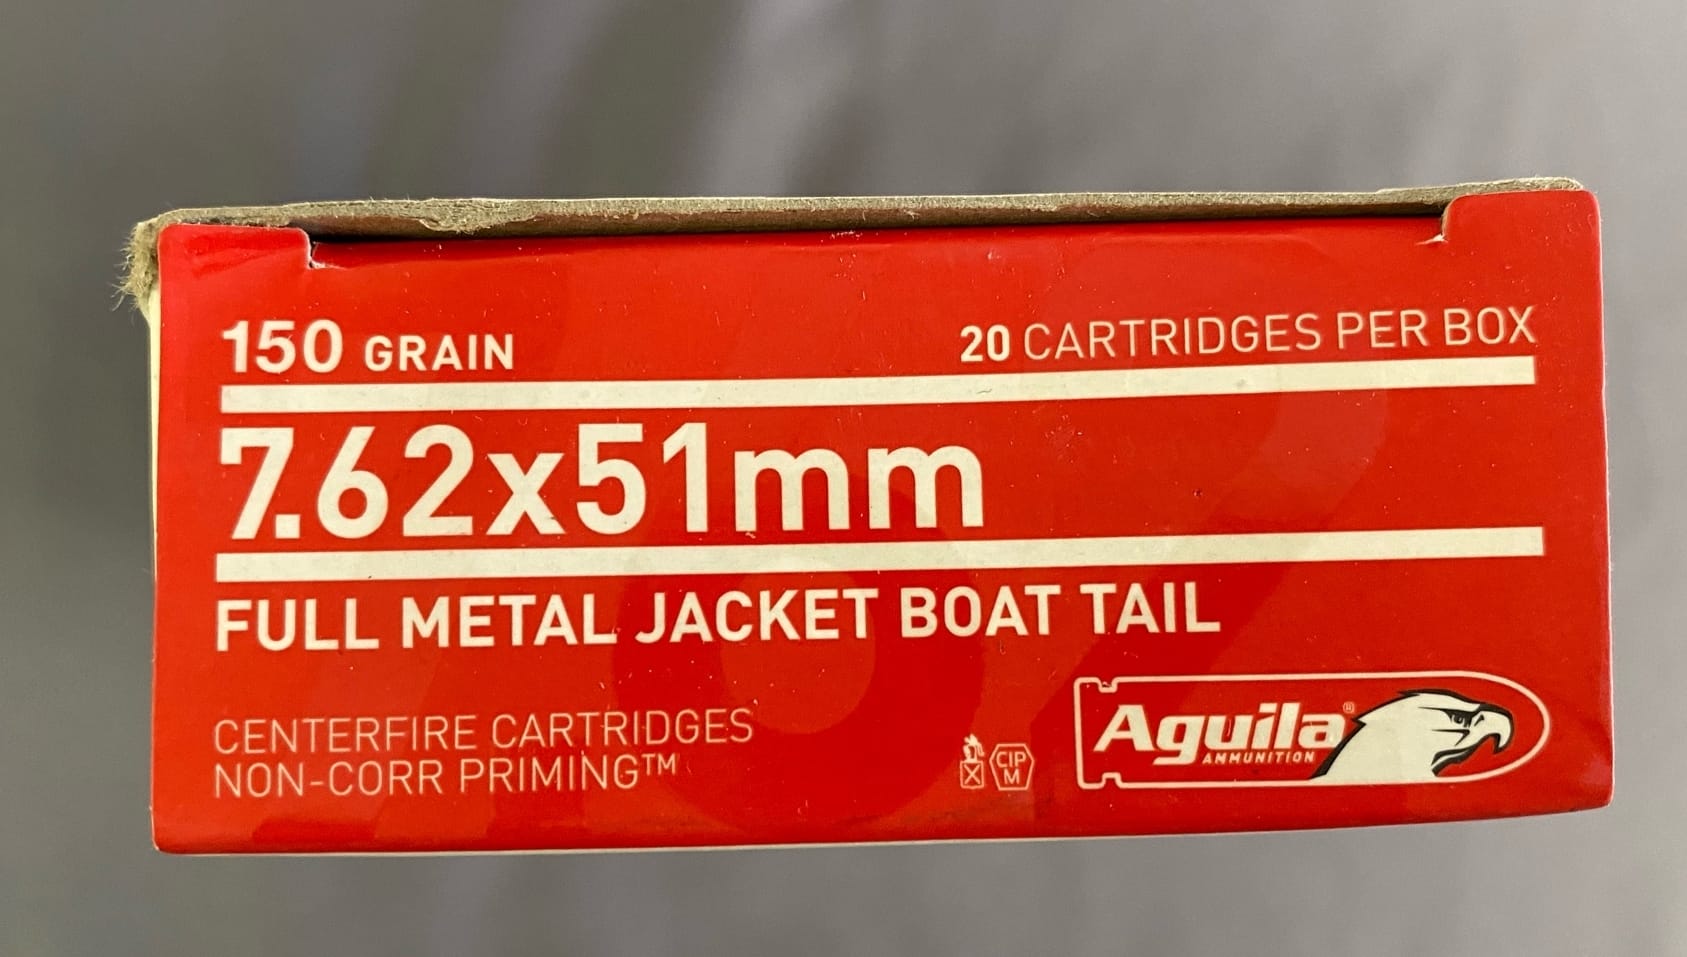 150 GRAIN
20 CARTRIDGES PER BOX
7.62x51mm
FULL METAL JACKET BOAT TAIL
CENTERFIRE CARTRIDGES
NON-CORR PRIMING™
CIP
M
Aguila®
AMMUNITION